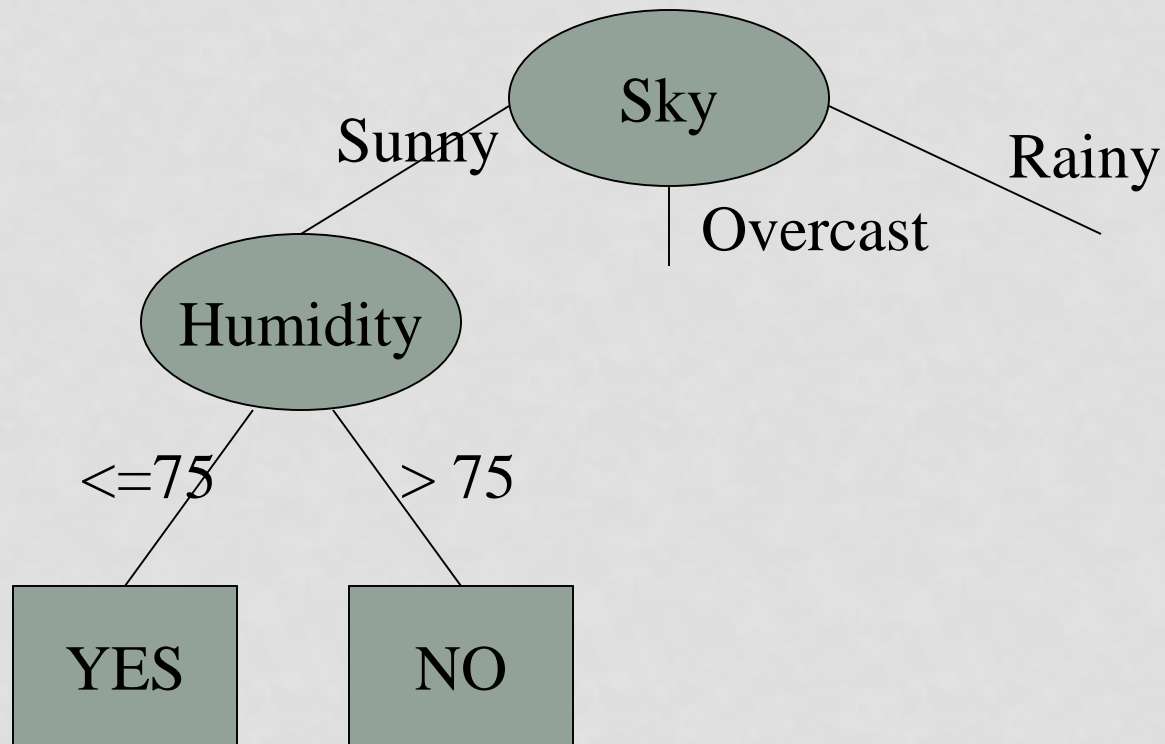 Sky
Sunny
Rainy
Overcast
Humidity
<=75
> 75
YES
NO